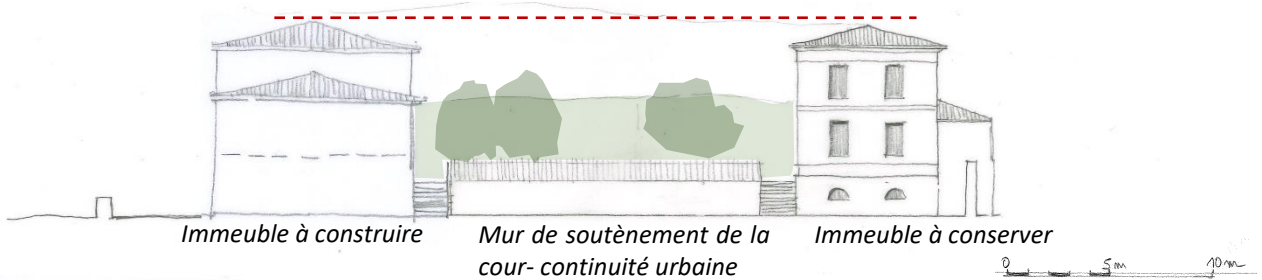 Immeuble à construire
Mur de soutènement de la
cour- continuité urbaine
Immeuble à conserver
0 5m 10m